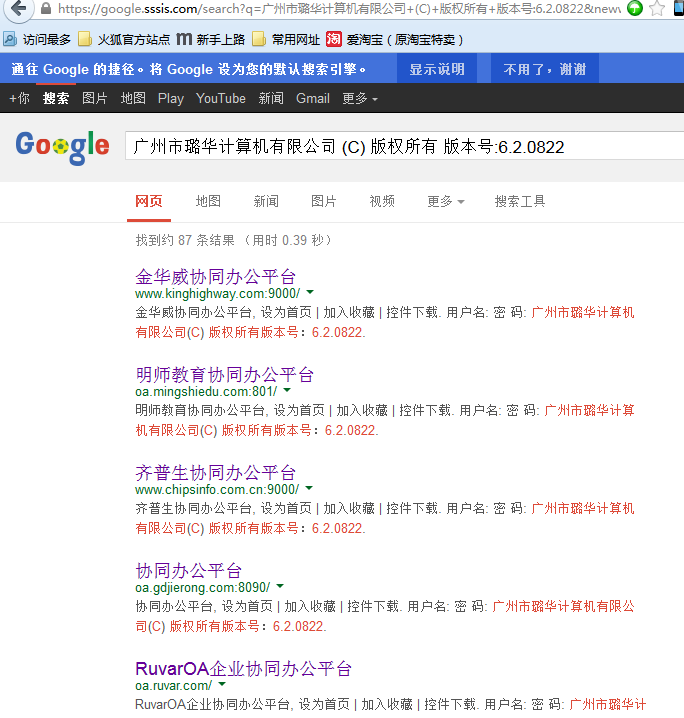 https://google.sssis.com/search?q=广州市璐华计算机有限公司+(C)+版权所有+版本号:6.2.0822&new
访问最多 火狐官方站点 新手上路 常用网址 爱淘宝（原淘宝特卖）
通往 Google 的捷径。将 Google 设为您的默认搜索引擎。 显示说明 不用了，谢谢
+你 搜索 图片 地图 Play YouTube 新闻 Gmail 更多
Google 广州市璐华计算机有限公司 (C) 版权所有 版本号:6.2.0822
网页 地图 新闻 图片 视频 更多 搜索工具
找到约 87 条结果 （用时 0.39 秒）
金华威协同办公平台
www.kinghighway.com:9000/
金华威协同办公平台, 设为首页 | 加入收藏 | 控件下载. 用户名: 密 码: 广州市璐华计算机
有限公司(C) 版权所有版本号：6.2.0822.
明师教育协同办公平台
oa.mingshiedu.com:801/
明师教育协同办公平台, 设为首页 | 加入收藏 | 控件下载. 用户名: 密 码: 广州市璐华计算
机有限公司(C) 版权所有版本号：6.2.0822.
齐普生协同办公平台
www.chipsinfo.com.cn:9000/
齐普生协同办公平台, 设为首页 | 加入收藏 | 控件下载. 用户名: 密 码: 广州市璐华计算机
有限公司(C) 版权所有版本号：6.2.0822.
协同办公平台
oa.gdjierong.com:8090/
协同办公平台, 设为首页 | 加入收藏 | 控件下载. 用户名: 密 码: 广州市璐华计算机有限公
司(C) 版权所有版本号：6.2.0822.
RuvarOA企业协同办公平台
oa.ruvar.com/
RuvarOA企业协同办公平台, 设为首页 | 加入收藏 | 控件下载. 用户名: 密 码: 广州市璐华计